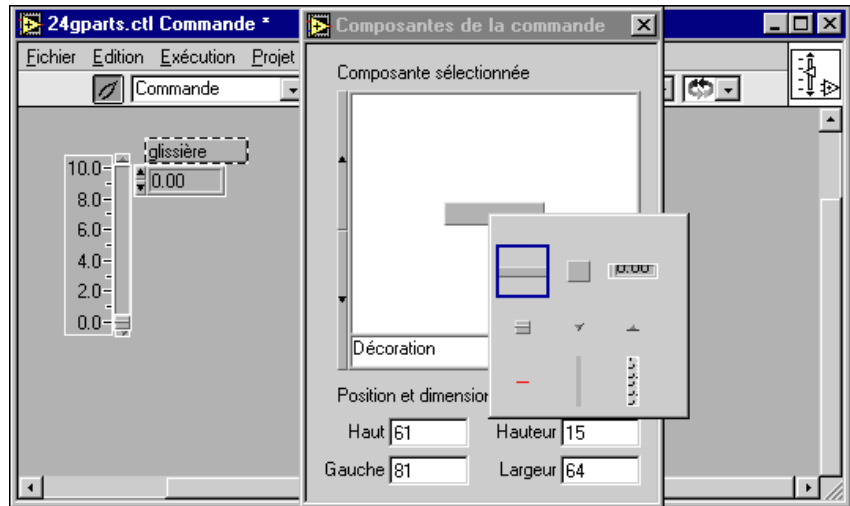 24gparts.ctl Commande *
Fichier Edition Exécution Projet
Commande
glissière
0.00
10.0
8.0
6.0
4.0
2.0
0.0
Composantes de la commande
Composante sélectionnée
0.00
Décoration
Position et dimension
Haut 61 Hauteur 15
Gauche 81 Largeur 64